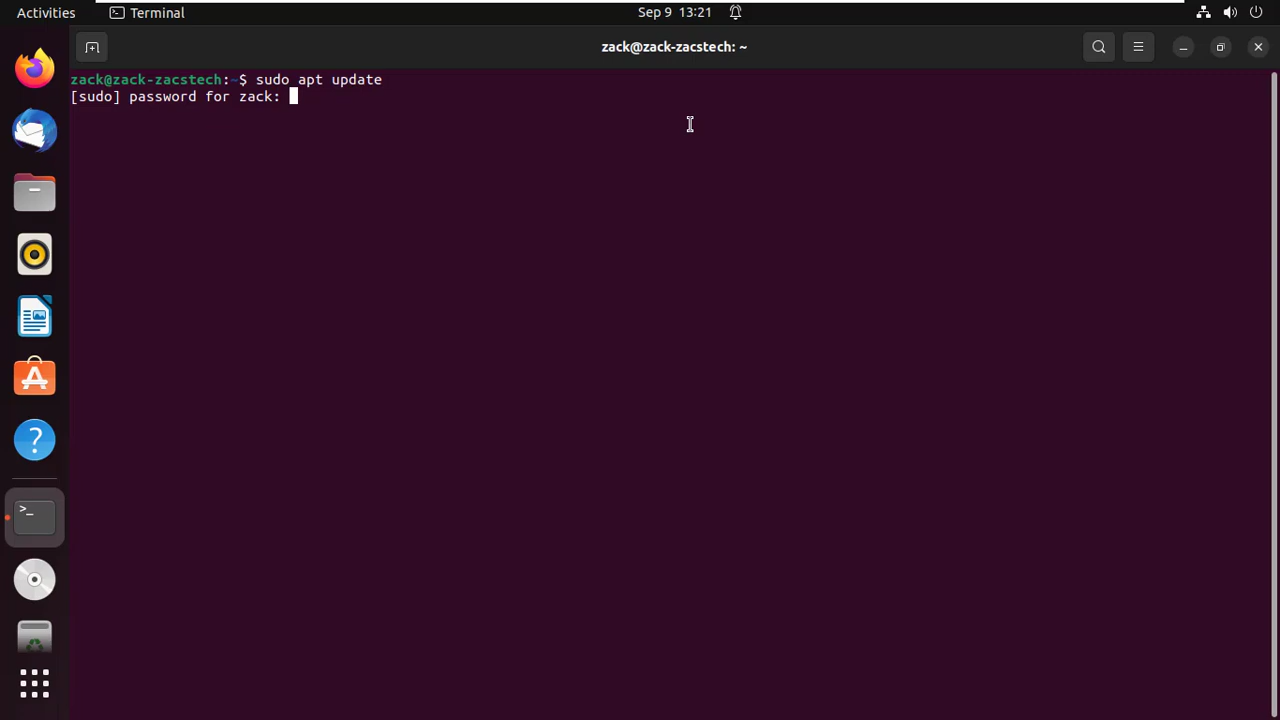 Activities Terminal Sep 9 13:21
zack@zack-zacstech: ~
zack@zack-zacstech:~$ sudo apt update
[sudo] password for zack: